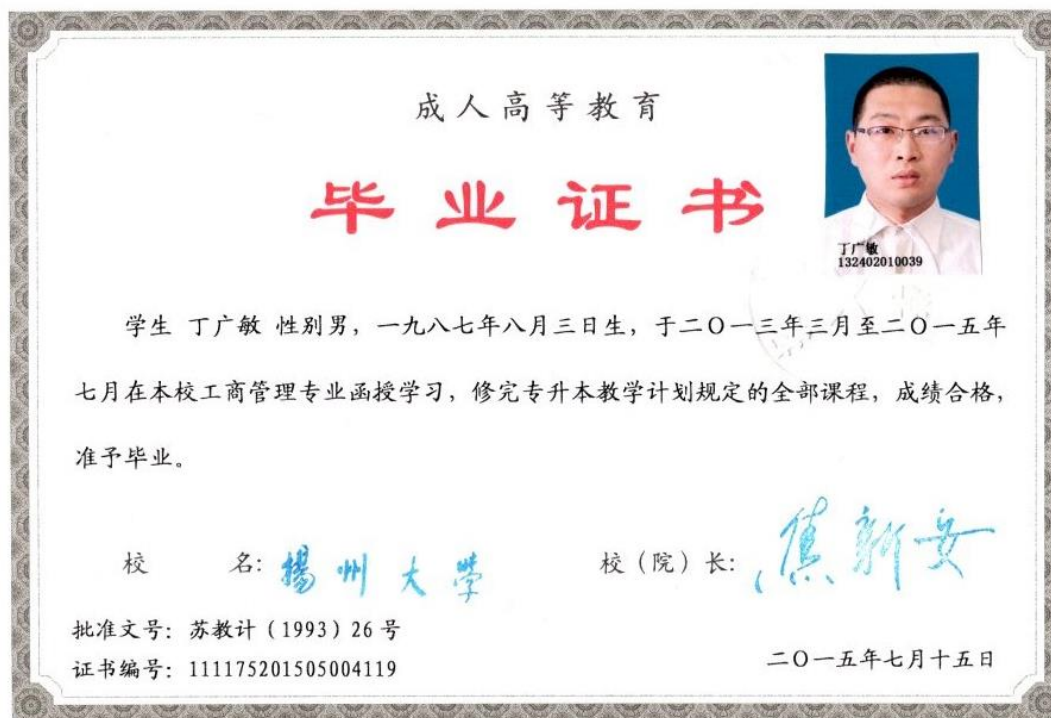 成人高等教育
毕业证书
丁广敏
132402010039
学生 丁广敏 性别男，一九八七年八月三日生，于二〇一三年三月至二〇一五年
七月在本校工商管理专业函授学习，修完专升本教学计划规定的全部课程，成绩合格，
准予毕业。
校 名：揚州大學 校（院）长：焦新安
批准文号：苏教计（1993）26号
证书编号：111175201505004119
二〇一五年七月十五日